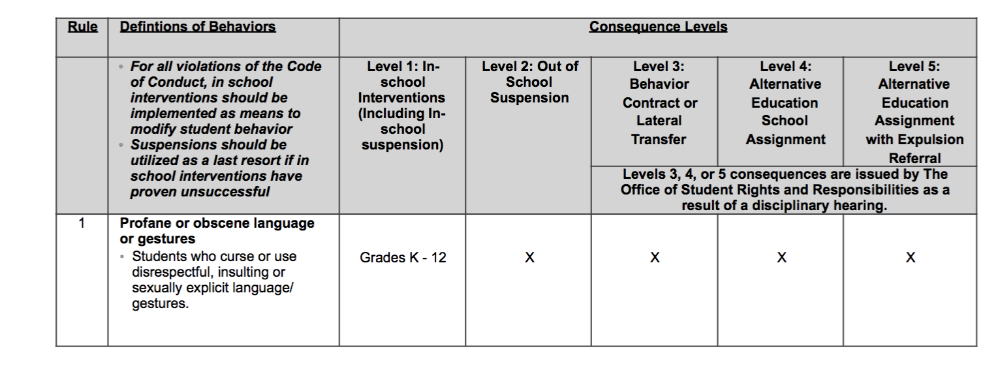 Rule
Defintions of Behaviors
Consequence Levels
• For all violations of the Code
of Conduct, in school
interventions should be
implemented as means to
modify student behavior
• Suspensions should be
utilized as a last resort if in
school interventions have
proven unsuccessful
Level 1: In-
school
Interventions
(Including In-
school
suspension)
Level 2: Out of
School
Suspension
Level 3:
Behavior
Contract or
Lateral
Transfer
Level 4:
Alternative
Education
School
Assignment
Level 5:
Alternative
Education
Assignment
with Expulsion
Referral
Levels 3, 4, or 5 consequences are issued by The
Office of Student Rights and Responsibilities as a
result of a disciplinary hearing.
1
Profane or obscene language
or gestures
• Students who curse or use
disrespectful, insulting or
sexually explicit language/
gestures.
Grades K - 12
X
X
X
X